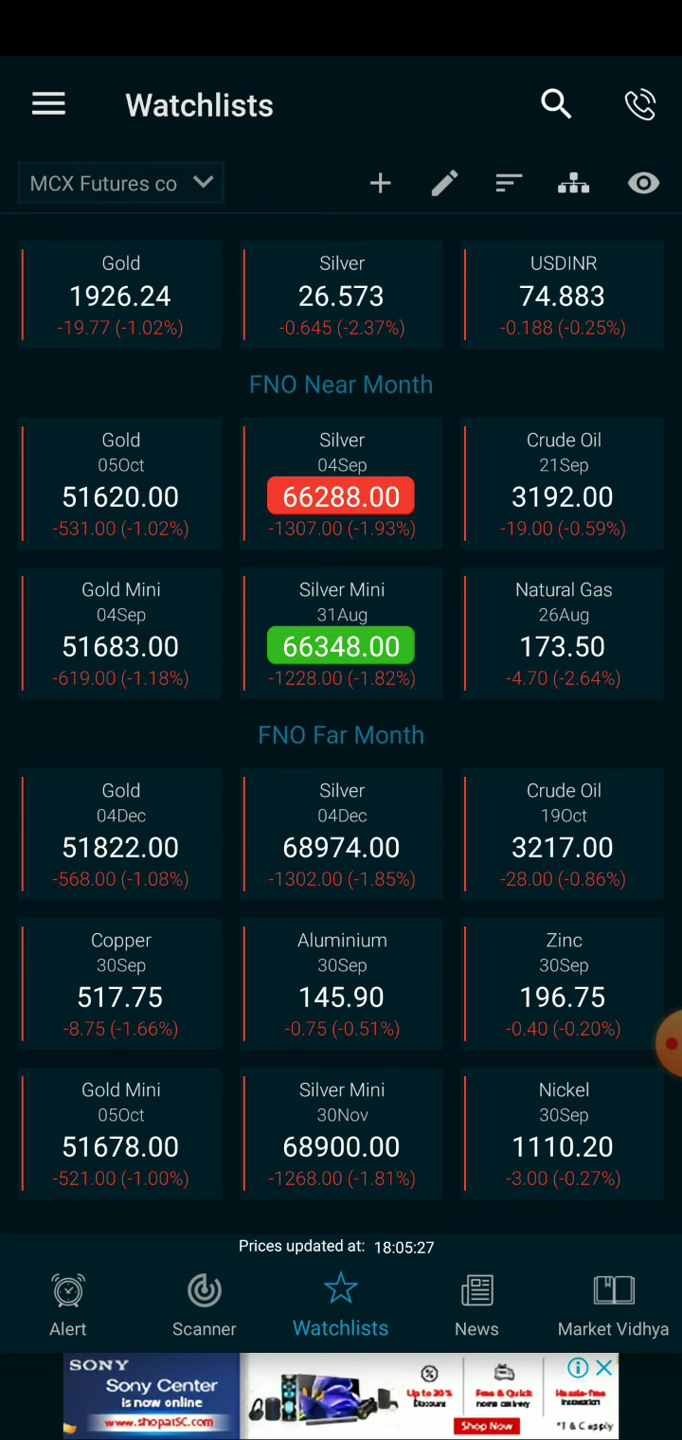 Watchlists
MCX Futures co
Gold Silver USDINR
1926.24 26.573 74.883
-19.77 (-1.02%) -0.645 (-2.37%) -0.188 (-0.25%)
FNO Near Month
Gold Silver Crude Oil
05Oct 04Sep 21Sep
51620.00 66288.00 3192.00
-531.00 (-1.02%) -1307.00 (-1.93%) -19.00 (-0.59%)
Gold Mini Silver Mini Natural Gas
04Sep 31Aug 26Aug
51683.00 66348.00 173.50
-619.00 (-1.18%) -1228.00 (-1.82%) -4.70 (-2.64%)
FNO Far Month
Gold Silver Crude Oil
04Dec 04Dec 19Oct
51822.00 68974.00 3217.00
-568.00 (-1.08%) -1302.00 (-1.85%) -28.00 (-0.86%)
Copper Aluminium Zinc
30Sep 30Sep 30Sep
517.75 145.90 196.75
-8.75 (-1.66%) -0.75 (-0.51%) -0.40 (-0.20%)
Gold Mini Silver Mini Nickel
05Oct 30Nov 30Sep
51678.00 68900.00 1110.20
-521.00 (-1.00%) -1268.00 (-1.81%) -3.00 (-0.27%)
Prices updated at: 18:05:27
Alert Scanner Watchlists News Market Vidhya
SONY
Sony Center
is now online
www.shopatSC.com
Up to 30%
Discount
Free & Quick
Hassle-free
Shop Now
*T & C apply